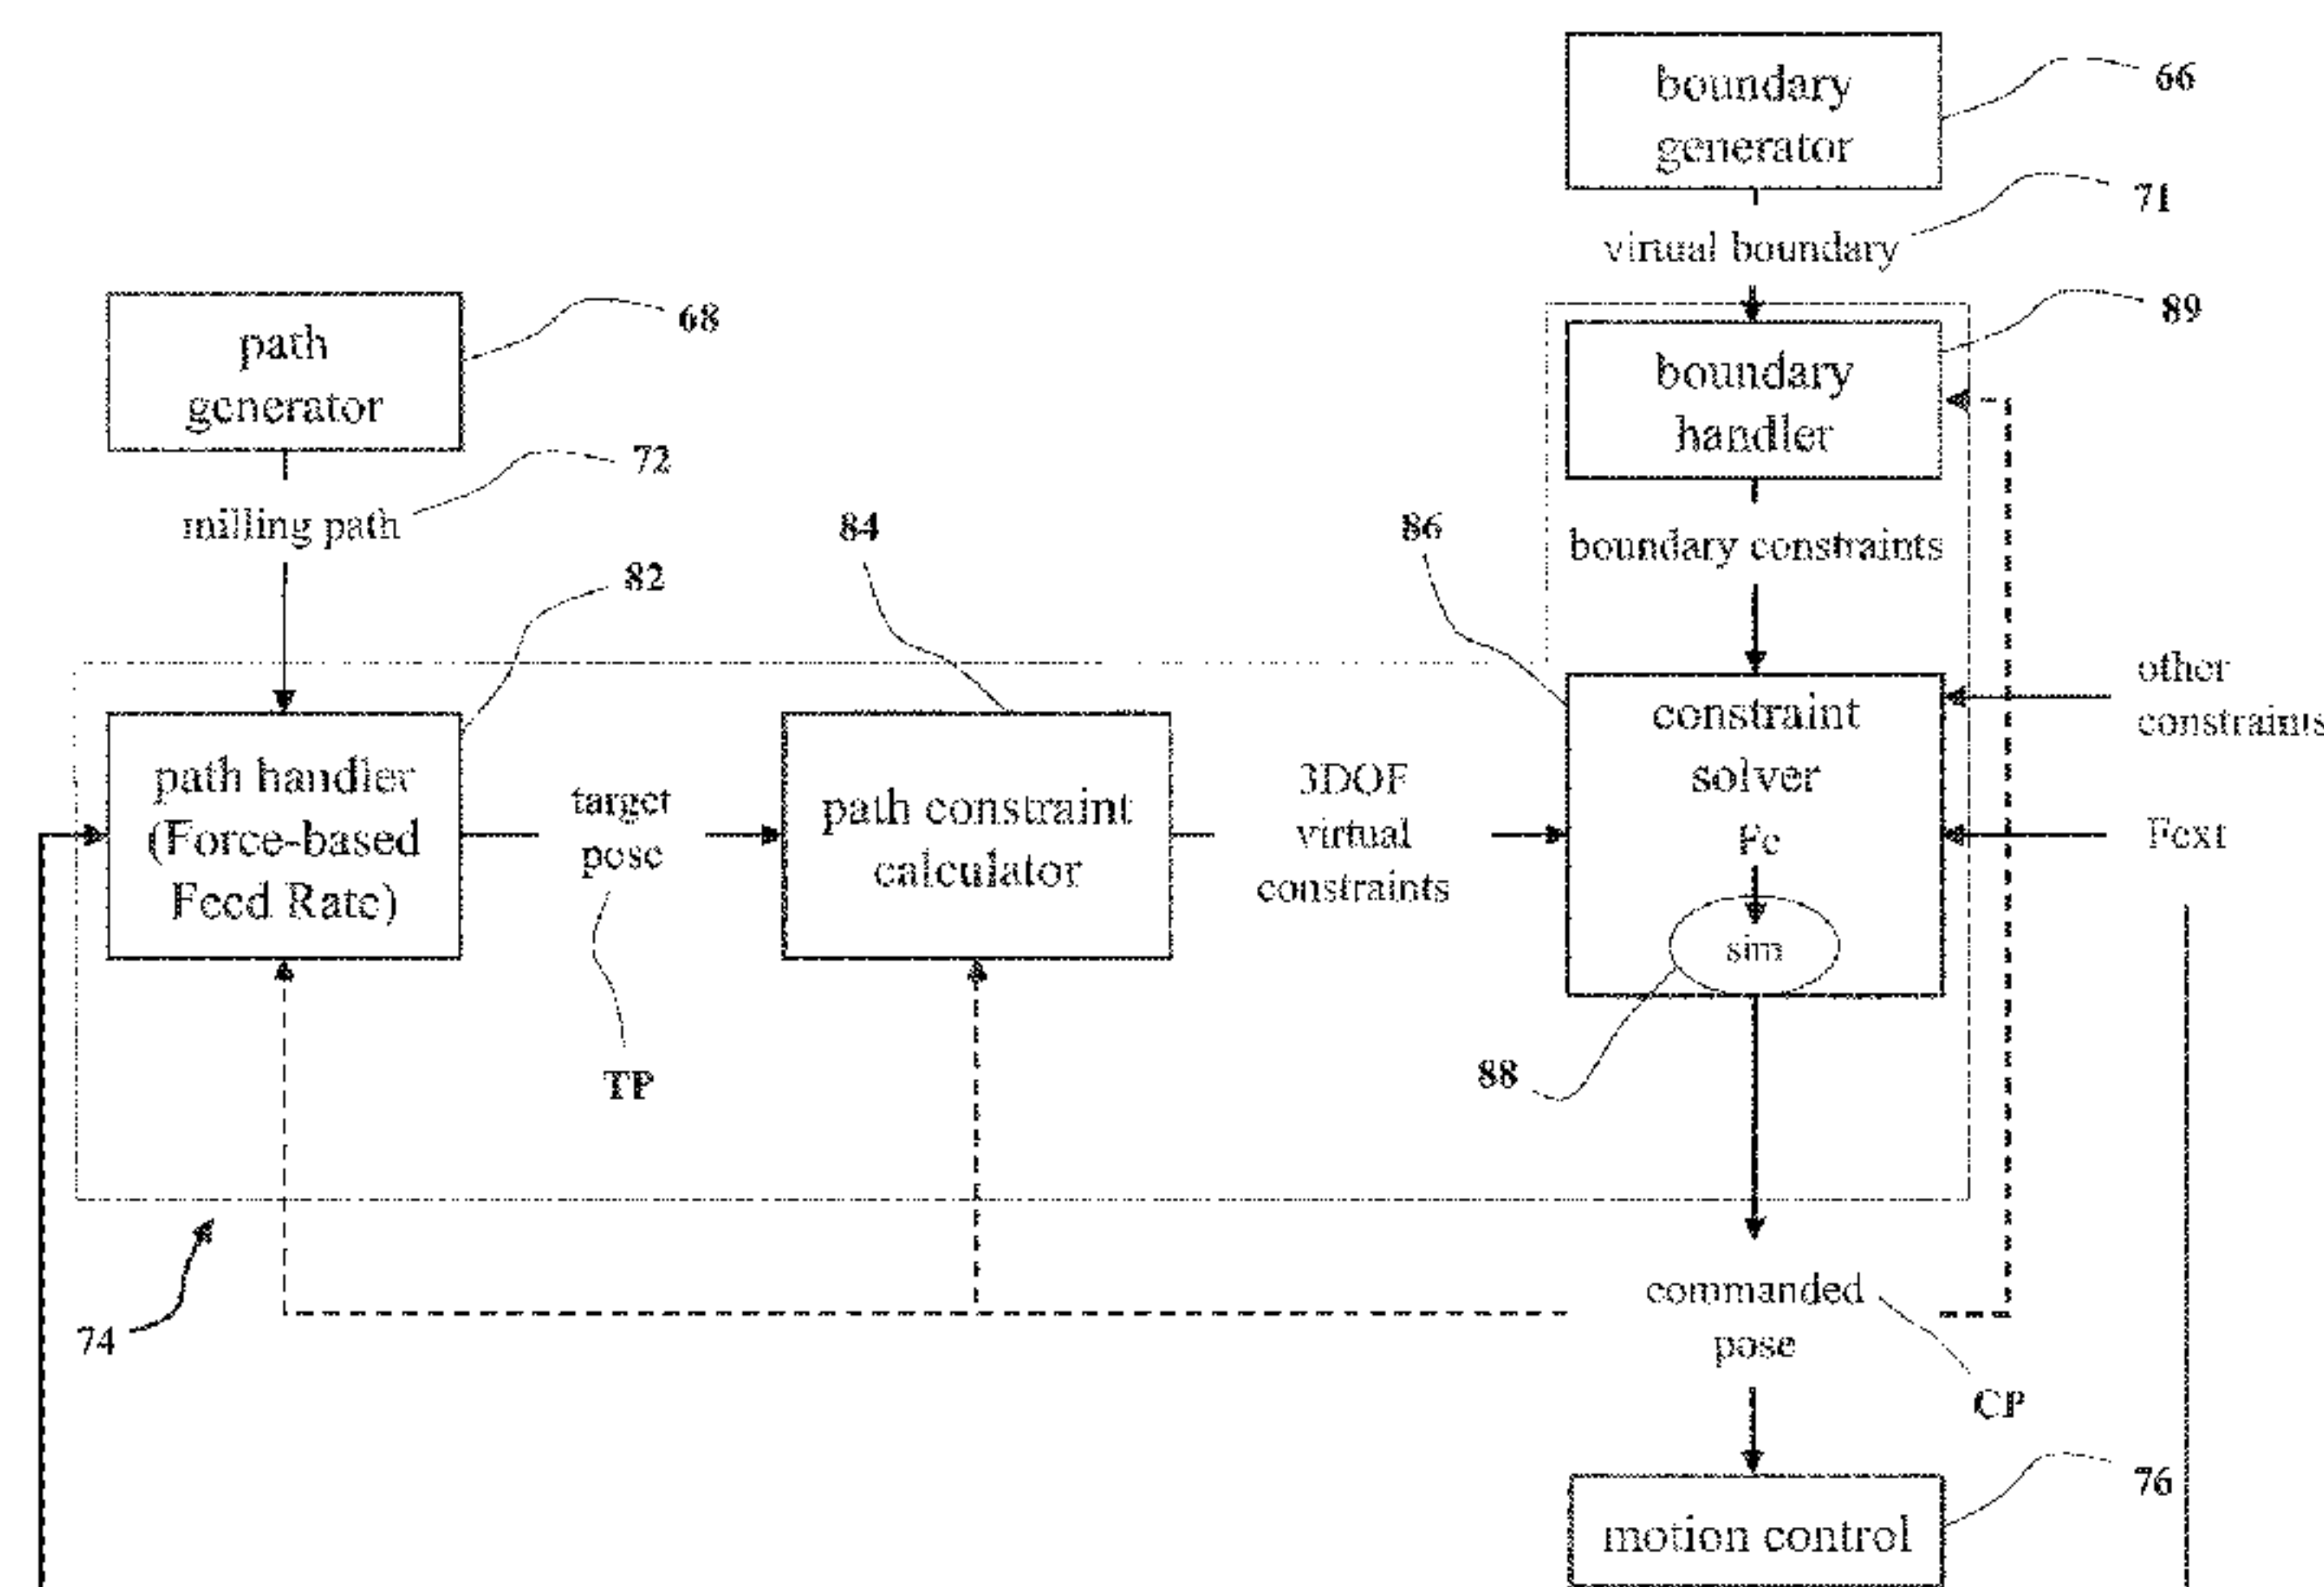 boundary
generator
66
71
virtual boundary
89
path
generator
68
boundary
handler
72
milling path
84
86
boundary constraints
82
other
constraints
path handler
(Force-based
Feed Rate)
target
pose
path constraint
calculator
3DOF
virtual
constraints
constraint
solver
Fc
sim
Fext
TP
88
74
commanded
pose
CP
76
motion control